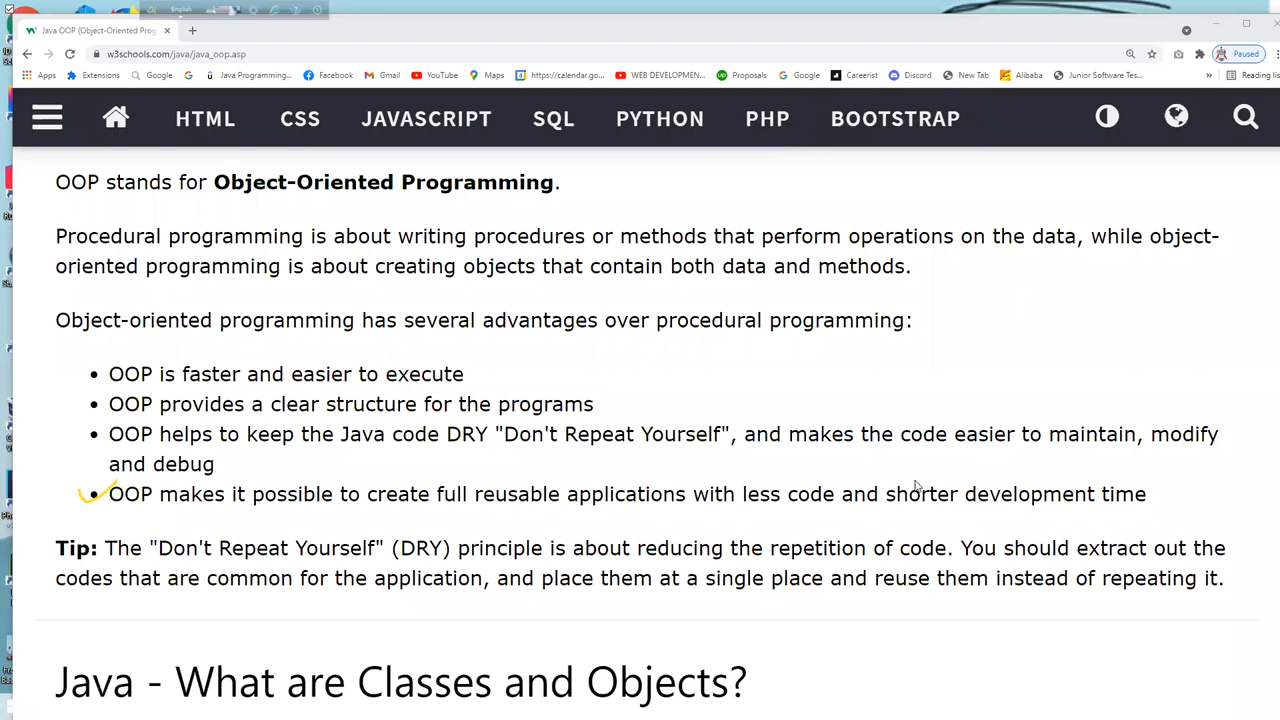 English
Java OOP (Object-Oriented Prog
w3schools.com/java/java_oop.asp
Paused
Apps Extensions Google Java Programming... Facebook Gmail YouTube Maps https://calendar.go... WEB DEVELOPMEN... Proposals Google Careerist Discord New Tab Alibaba Junior Software Tes... » Reading list
HTML CSS JAVASCRIPT SQL PYTHON PHP BOOTSTRAP
OOP stands for Object-Oriented Programming.
Procedural programming is about writing procedures or methods that perform operations on the data, while object-
oriented programming is about creating objects that contain both data and methods.
Object-oriented programming has several advantages over procedural programming:
• OOP is faster and easier to execute
• OOP provides a clear structure for the programs
• OOP helps to keep the Java code DRY "Don't Repeat Yourself", and makes the code easier to maintain, modify
and debug
• OOP makes it possible to create full reusable applications with less code and shorter development time
Tip: The "Don't Repeat Yourself" (DRY) principle is about reducing the repetition of code. You should extract out the
codes that are common for the application, and place them at a single place and reuse them instead of repeating it.
Java - What are Classes and Objects?